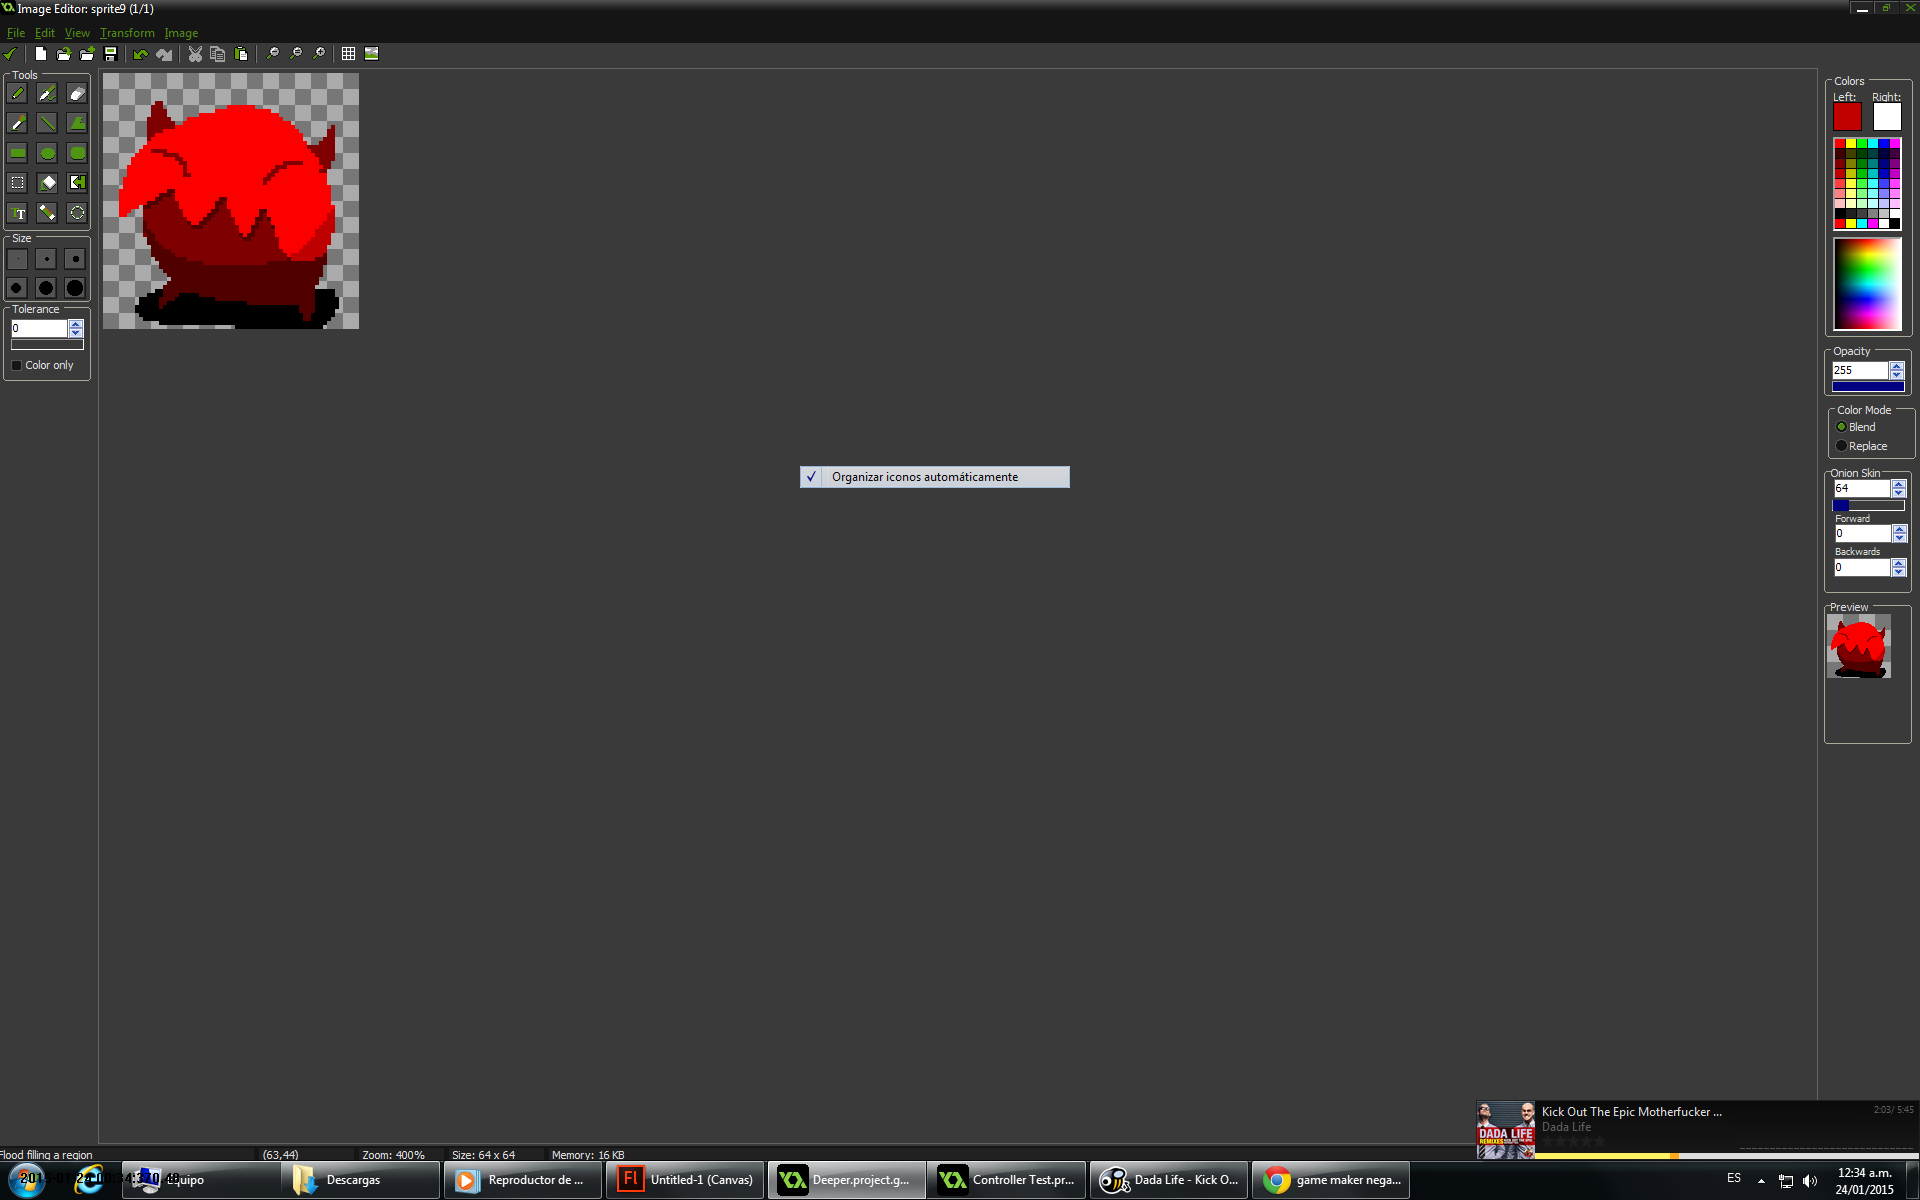 Image Editor: sprite9 (1/1)
File Edit View Transform Image
Tools
Size
Tolerance
0
Color only
Colors
Left: Right:
Opacity
255
Color Mode
Blend
Replace
Onion Skin
64
Forward
0
Backwards
0
Preview
✓ Organizar iconos automáticamente
Kick Out The Epic Motherfucker ...
2:03/ 5:45
Dada Life
DADA LIFE
Flood filling a region (63,44) Zoom: 400% Size: 64 x 64 Memory: 16 KB
Equipo
Descargas
Reproductor de ...
Fl Untitled-1 (Canvas)
Deeper.project.g...
Controller Test.pr...
Dada Life - Kick O...
game maker nega...
ES
12:34 a.m.
24/01/2015